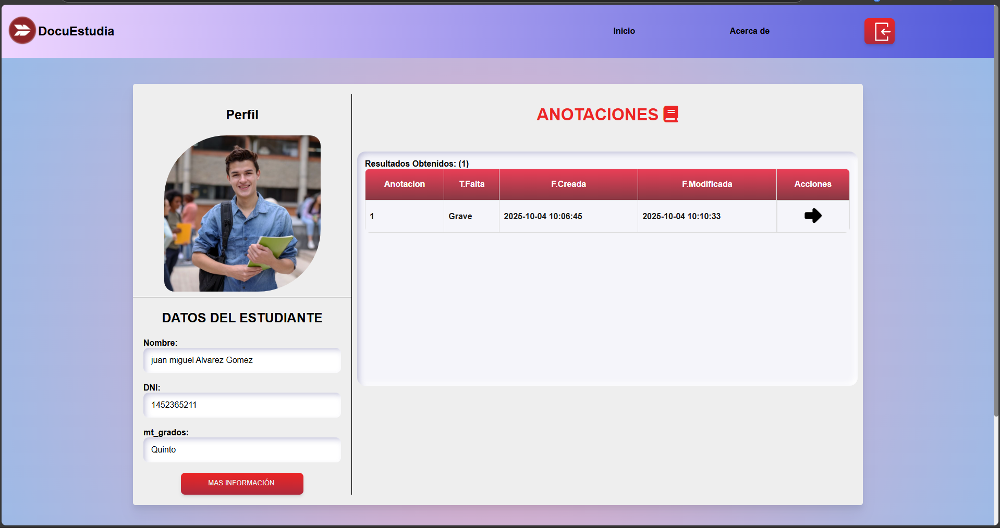 DocuEstudia
Inicio
Acerca de
Perfil
DATOS DEL ESTUDIANTE
Nombre:
juan miguel Alvarez Gomez
DNI:
1452365211
mt_grados:
Quinto
MAS INFORMACIÓN
ANOTACIONES
Resultados Obtenidos: (1)
Anotacion T.Falta F.Creada F.Modificada Acciones
1 Grave 2025-10-04 10:06:45 2025-10-04 10:10:33